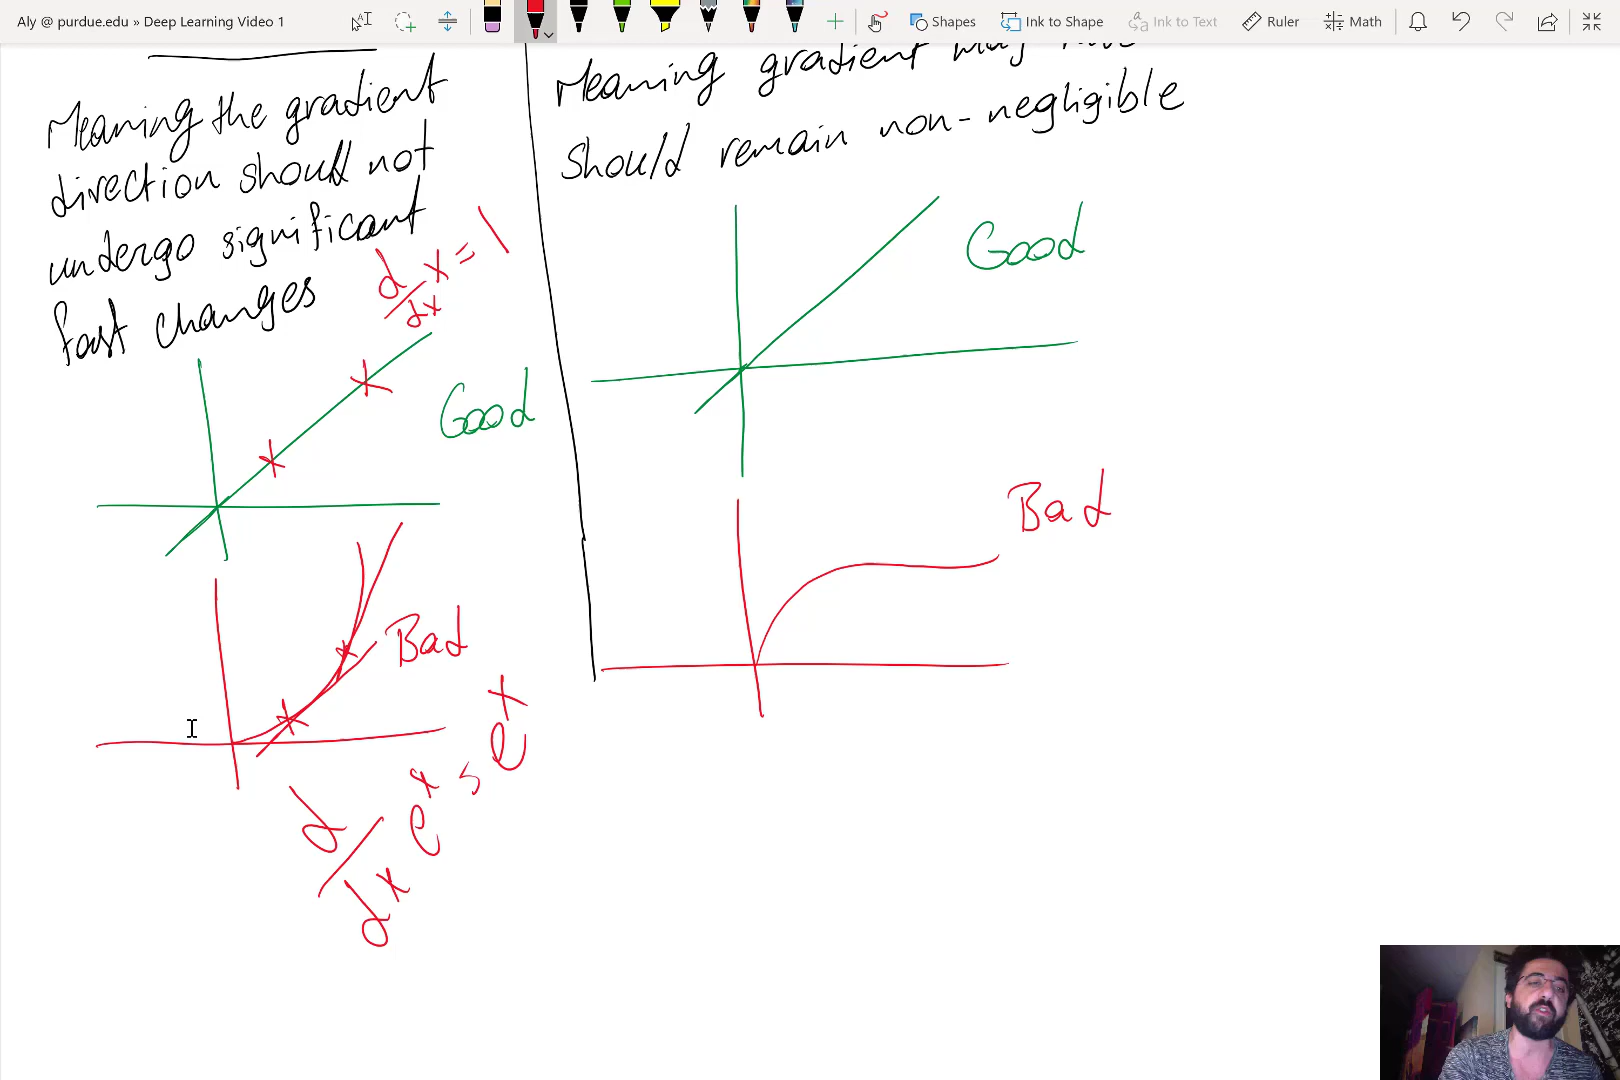 Aly @ purdue.edu » Deep Learning Video 1
Shapes
Ink to Shape
Ink to Text
Ruler
Math
Meaning the gradient
direction should not
undergo significant
fast changes
d/dx x = 1
Good
Bad
d/dx e^x = e^x
Meaning gradient may
should remain non-negligible
Good
Bad